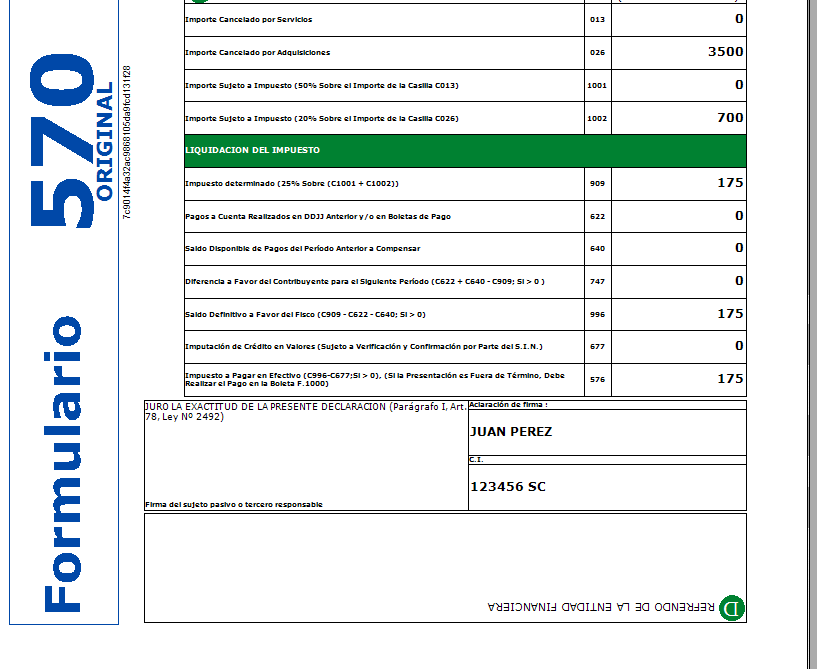 Importe Cancelado por Servicios 013 0
Importe Cancelado por Adquisiciones 026 3500
Importe Sujeto a Impuesto (50% Sobre el Importe de la Casilla C013) 1001 0
Importe Sujeto a Impuesto (20% Sobre el Importe de la Casilla C026) 1002 700
LIQUIDACION DEL IMPUESTO
Impuesto determinado (25% Sobre (C1001 + C1002)) 909 175
Pagos a Cuenta Realizados en DDJJ Anterior y/o en Boletas de Pago 622 0
Saldo Disponible de Pagos del Período Anterior a Compensar 640 0
Diferencia a Favor del Contribuyente para el Siguiente Período (C622 + C640 - C909; Si > 0 ) 747 0
Saldo Definitivo a Favor del Fisco (C909 - C622 - C640; Si > 0) 996 175
Imputación de Crédito en Valores (Sujeto a Verificación y Confirmación por Parte del S.I.N.) 677 0
Impuesto a Pagar en Efectivo (C996-C677;Si > 0), (Si la Presentación es Fuera de Término, Debe
Realizar el Pago en la Boleta F.1000) 576 175
JURO LA EXACTITUD DE LA PRESENTE DECLARACION (Parágrafo I, Art.
78, Ley Nº 2492)
Firma del sujeto pasivo o tercero responsable
Aclaración de firma :
JUAN PEREZ
C.I.
123456 SC
REFRENDO DE LA ENTIDAD FINANCIERA
D
Formulario 570
ORIGINAL